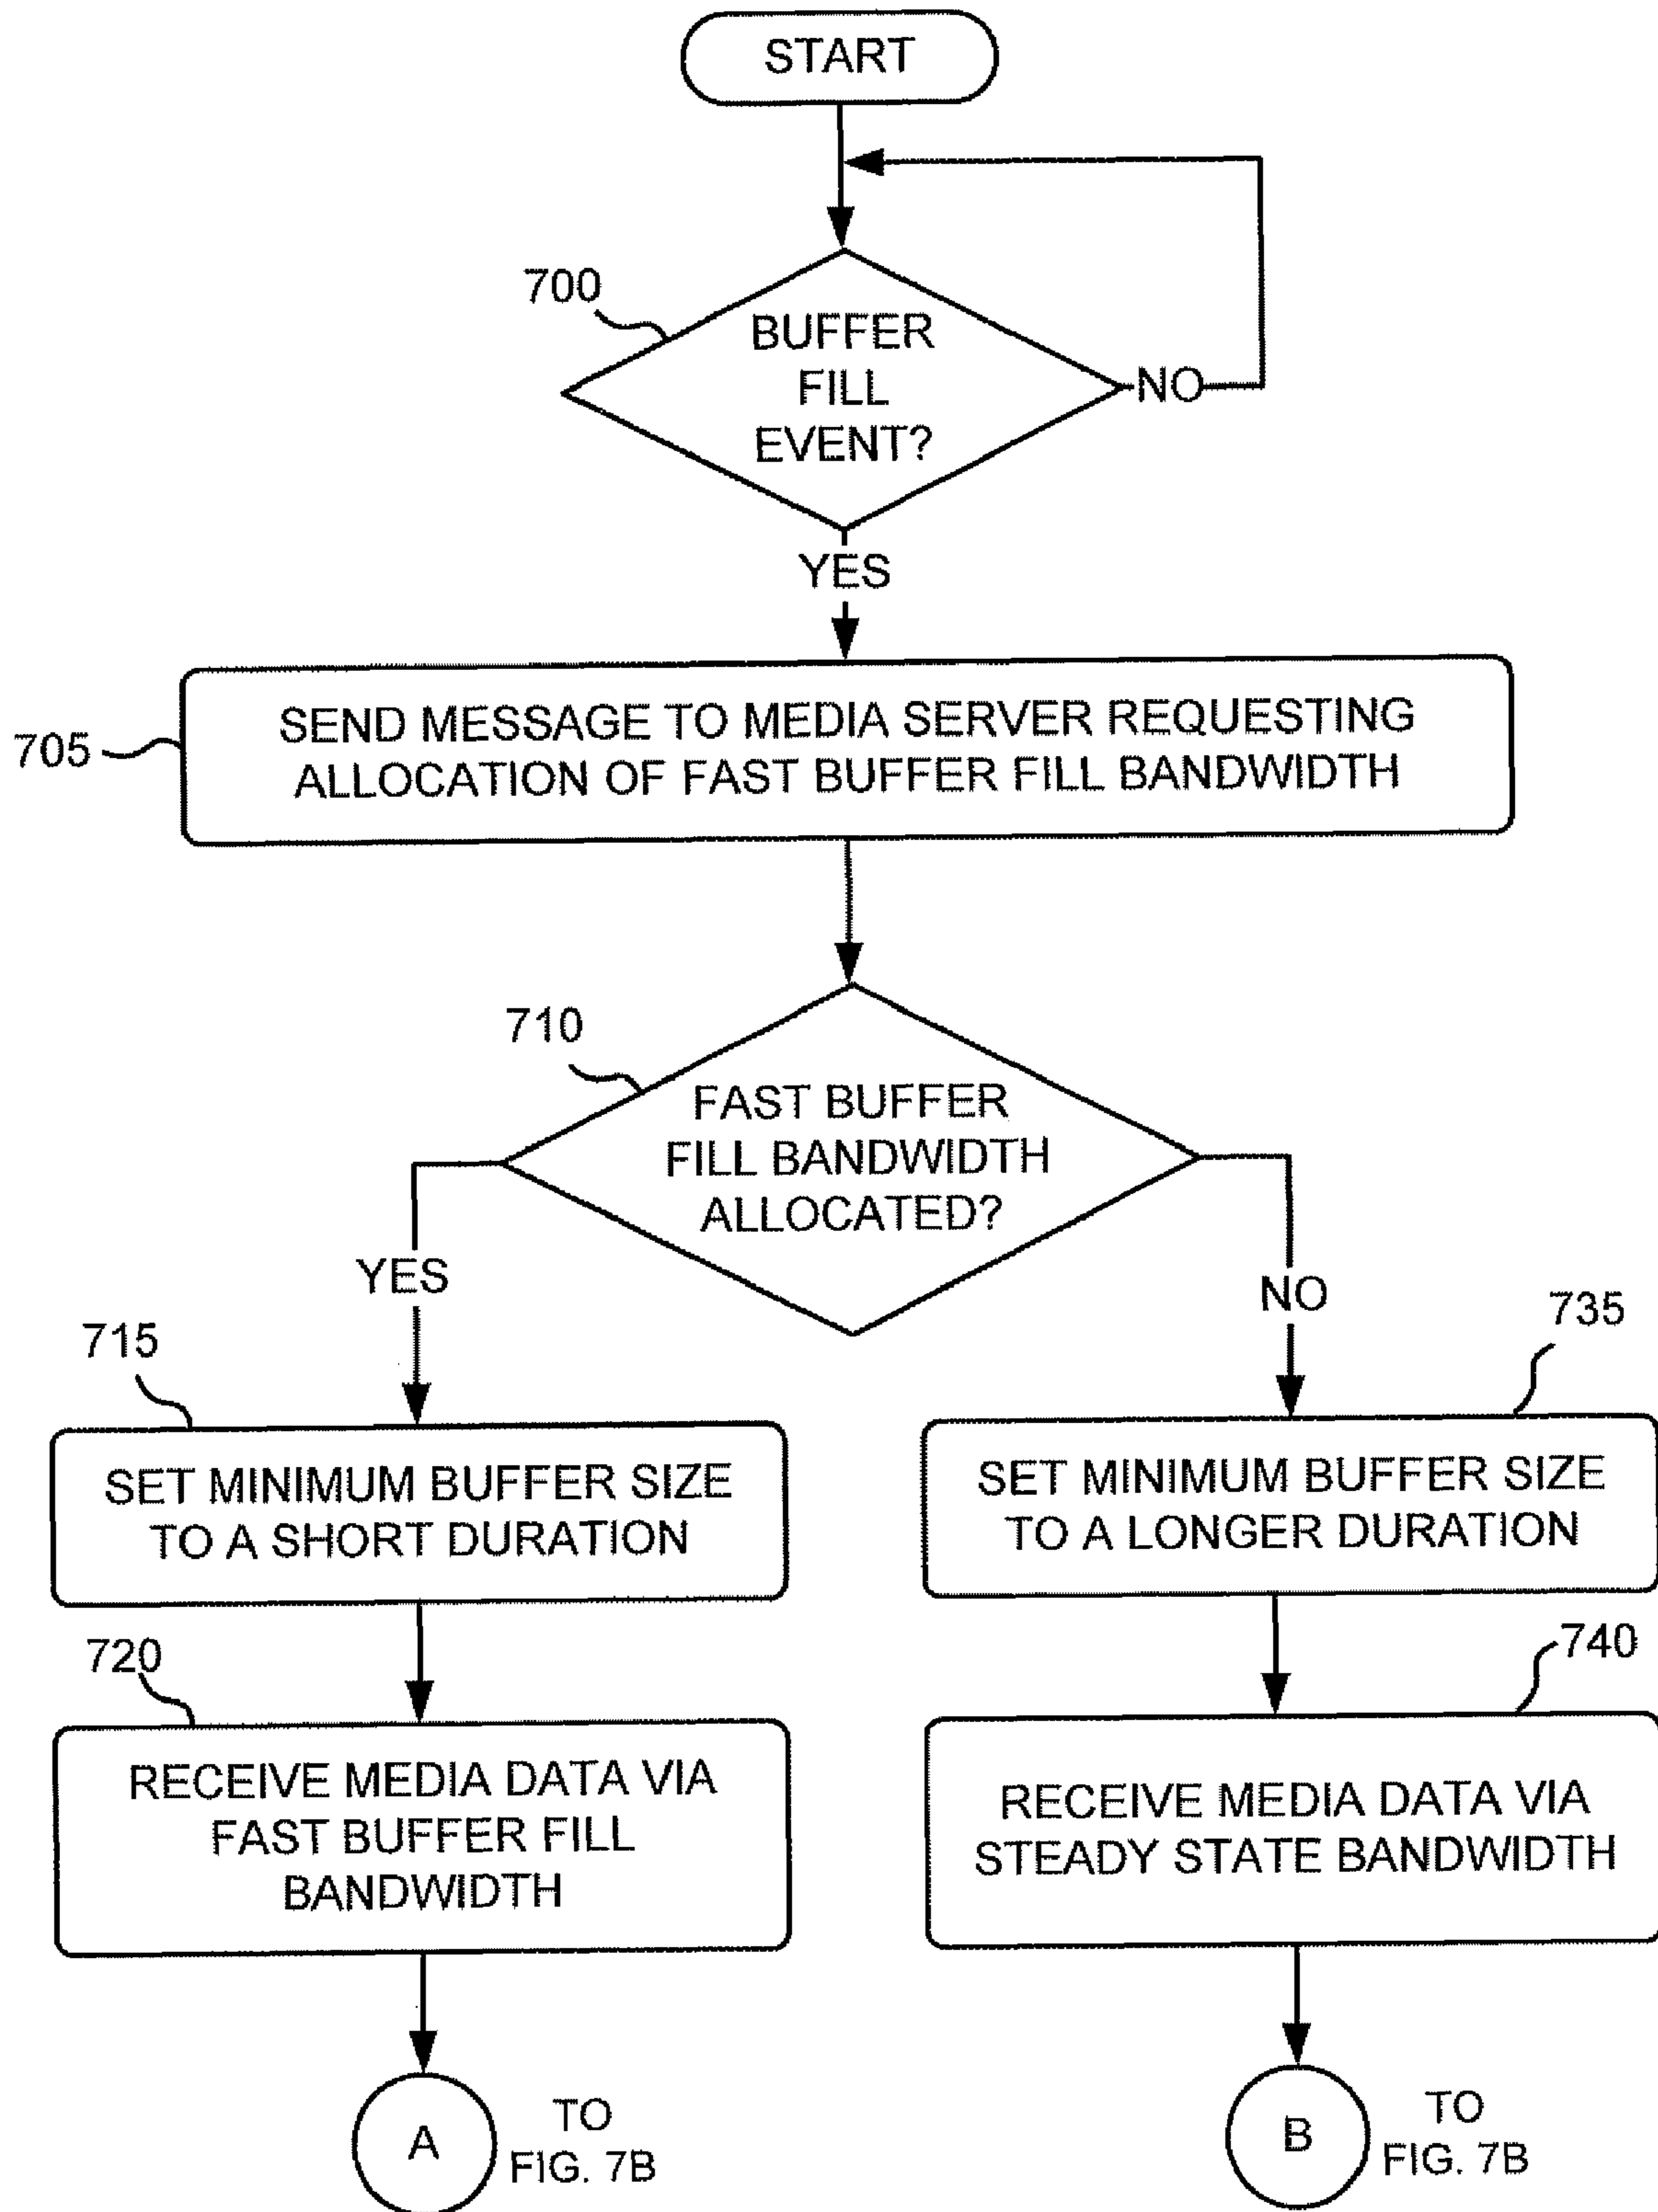 START
700
BUFFER
FILL
EVENT?
NO
YES
705
SEND MESSAGE TO MEDIA SERVER REQUESTING
ALLOCATION OF FAST BUFFER FILL BANDWIDTH
710
FAST BUFFER
FILL BANDWIDTH
ALLOCATED?
YES
NO
715
SET MINIMUM BUFFER SIZE
TO A SHORT DURATION
735
SET MINIMUM BUFFER SIZE
TO A LONGER DURATION
720
RECEIVE MEDIA DATA VIA
FAST BUFFER FILL
BANDWIDTH
740
RECEIVE MEDIA DATA VIA
STEADY STATE BANDWIDTH
A
TO
FIG. 7B
B
TO
FIG. 7B